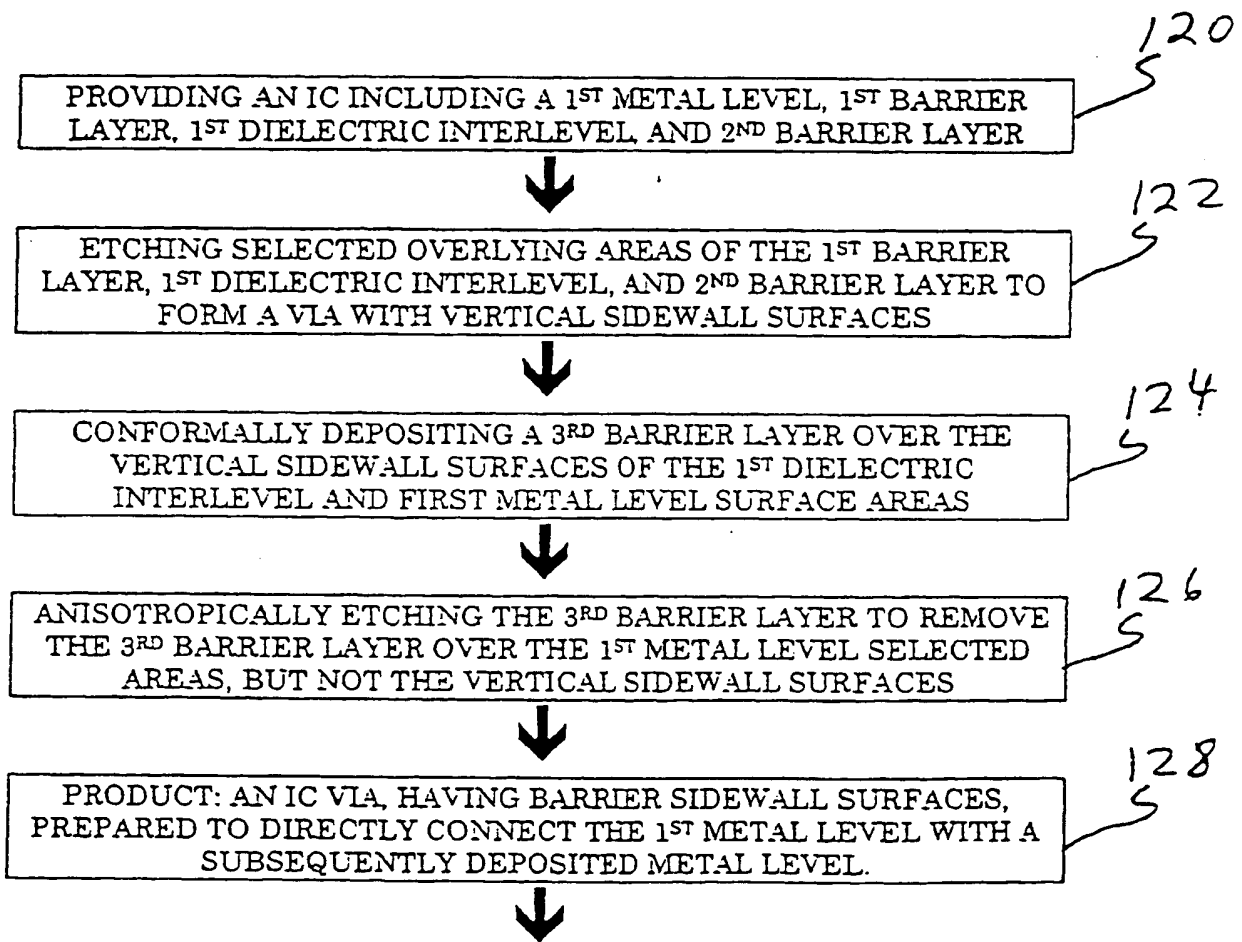 120
PROVIDING AN IC INCLUDING A 1ST METAL LEVEL, 1ST BARRIER
LAYER, 1ST DIELECTRIC INTERLEVEL, AND 2ND BARRIER LAYER
122
ETCHING SELECTED OVERLYING AREAS OF THE 1ST BARRIER
LAYER, 1ST DIELECTRIC INTERLEVEL, AND 2ND BARRIER LAYER TO
FORM A VIA WITH VERTICAL SIDEWALL SURFACES
124
CONFORMALLY DEPOSITING A 3RD BARRIER LAYER OVER THE
VERTICAL SIDEWALL SURFACES OF THE 1ST DIELECTRIC
INTERLEVEL AND FIRST METAL LEVEL SURFACE AREAS
126
ANISOTROPICALLY ETCHING THE 3RD BARRIER LAYER TO REMOVE
THE 3RD BARRIER LAYER OVER THE 1ST METAL LEVEL SELECTED
AREAS, BUT NOT THE VERTICAL SIDEWALL SURFACES
128
PRODUCT: AN IC VIA, HAVING BARRIER SIDEWALL SURFACES,
PREPARED TO DIRECTLY CONNECT THE 1ST METAL LEVEL WITH A
SUBSEQUENTLY DEPOSITED METAL LEVEL.